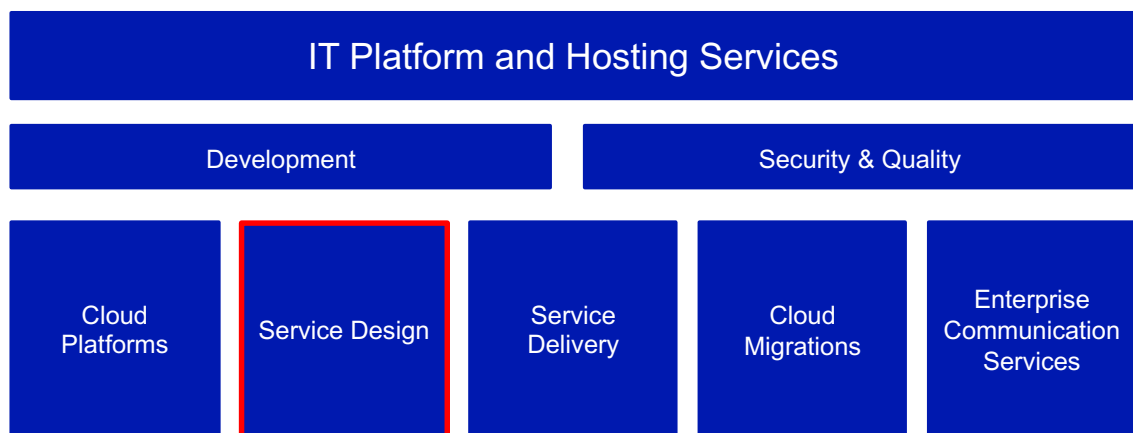 IT Platform and Hosting Services
Development
Security & Quality
Cloud
Platforms
Service Design
Service
Delivery
Cloud
Migrations
Enterprise
Communication
Services